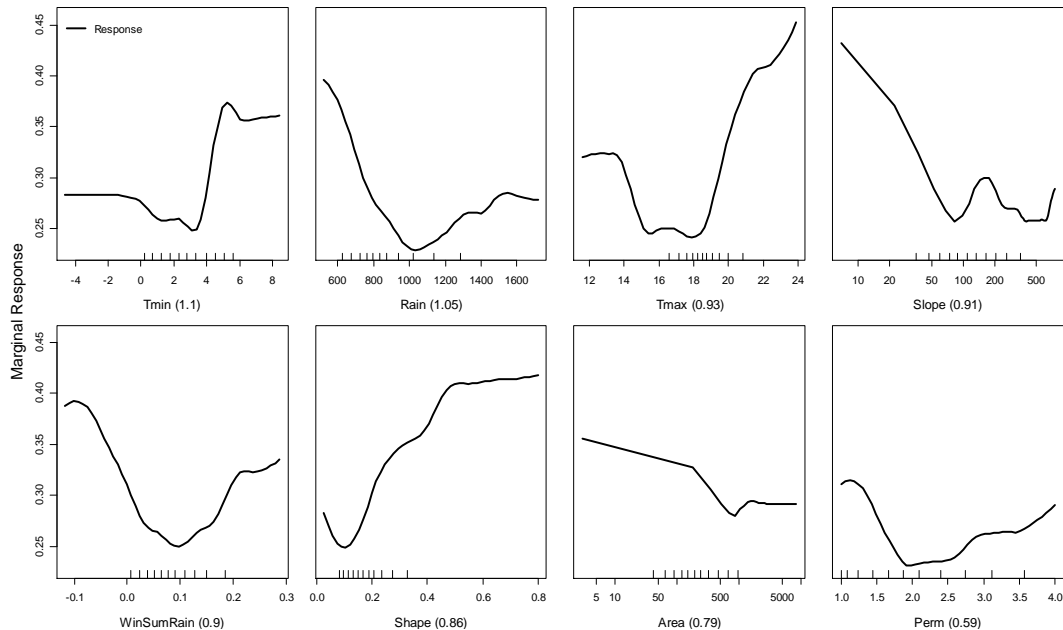 Marginal Response
0.45
0.40
0.35
0.30
0.25
Response
-4 -2 0 2 4 6 8
Tmin (1.1)
600 800 1000 1200 1400 1600
Rain (1.05)
12 14 16 18 20 22 24
Tmax (0.93)
10 20 50 100 200 500
Slope (0.91)
0.45
0.40
0.35
0.30
0.25
-0.1 0.0 0.1 0.2 0.3
WinSumRain (0.9)
0.0 0.2 0.4 0.6 0.8
Shape (0.86)
5 10 50 500 5000
Area (0.79)
1.0 1.5 2.0 2.5 3.0 3.5 4.0
Perm (0.59)